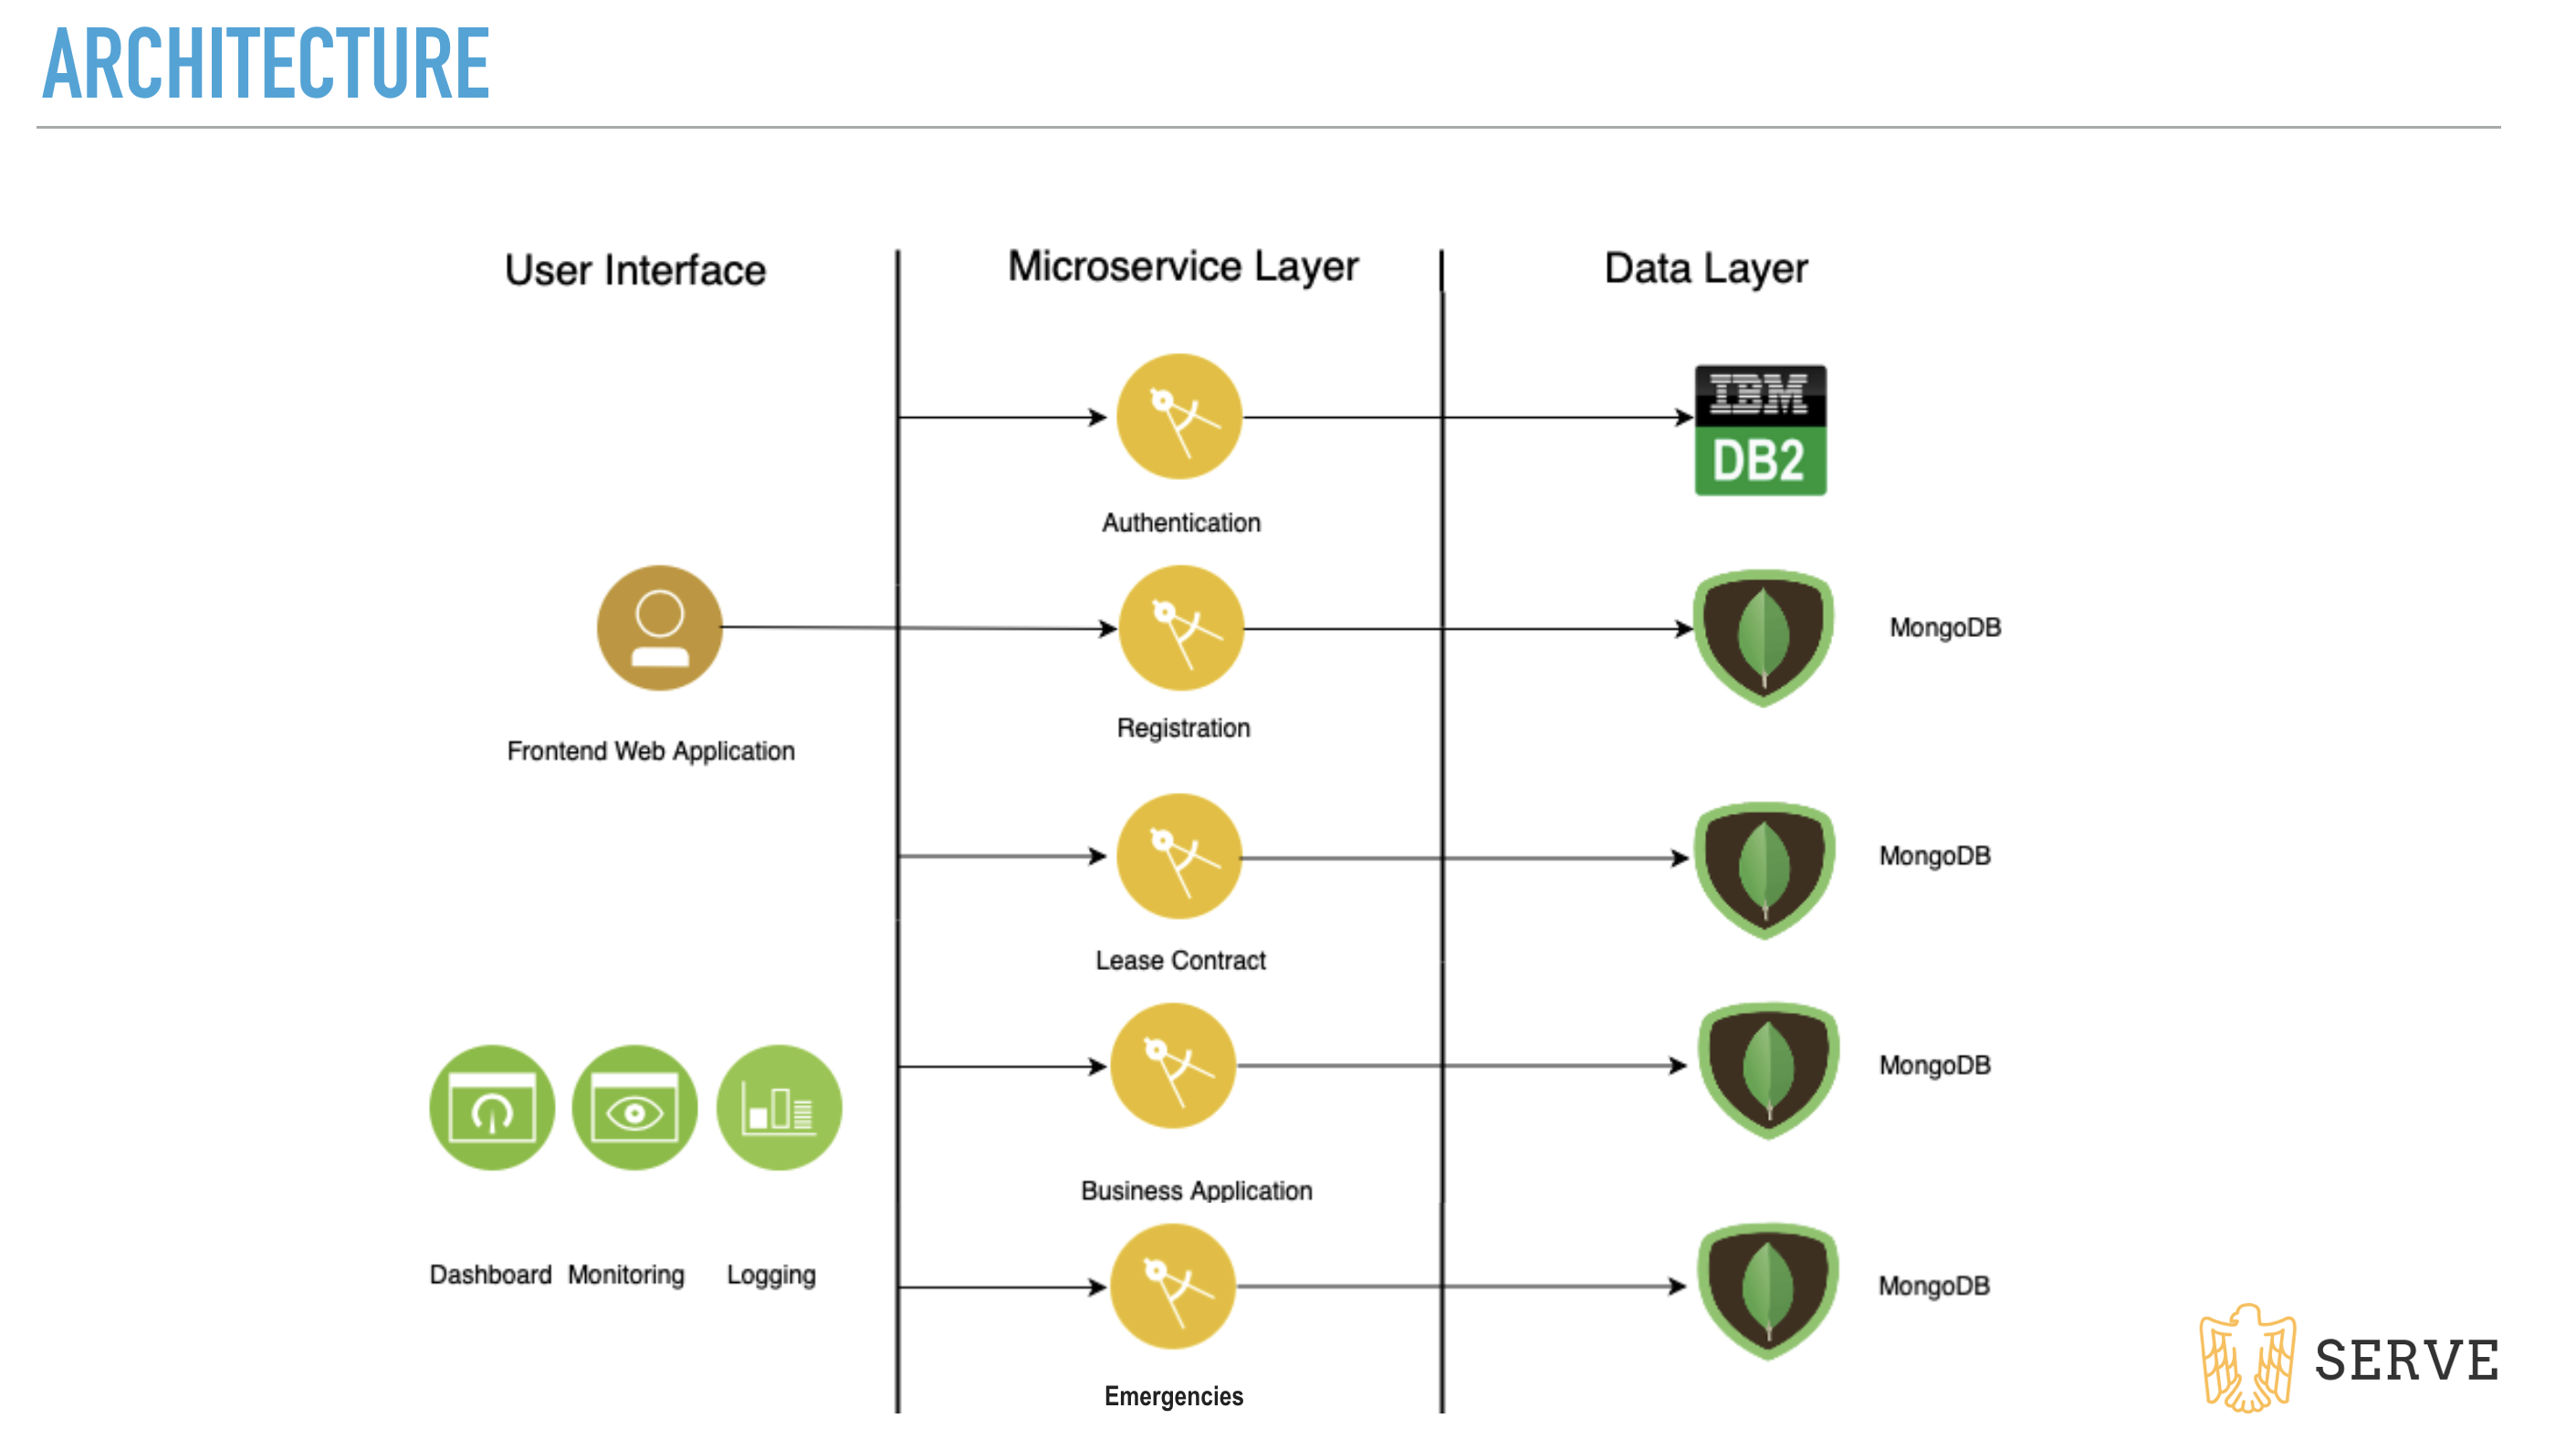 ARCHITECTURE
User Interface
Microservice Layer
Data Layer
IBM
DB2
Authentication
MongoDB
Registration
Frontend Web Application
MongoDB
Lease Contract
MongoDB
Business Application
Dashboard
Monitoring
Logging
MongoDB
Emergencies
SERVE